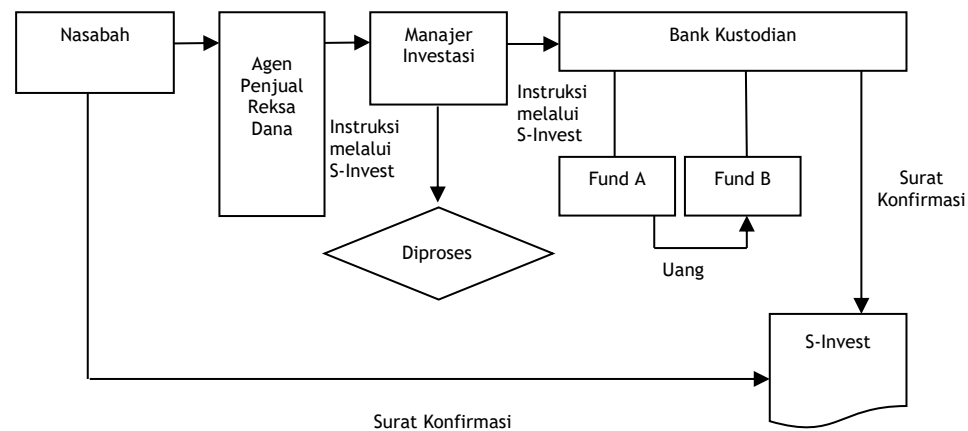 Nasabah
Agen
Penjual
Reksa
Dana
Manajer
Investasi
Bank Kustodian
Instruksi
melalui
S-Invest
Instruksi
melalui
S-Invest
Fund A
Fund B
Surat
Konfirmasi
Diproses
Uang
S-Invest
Surat Konfirmasi